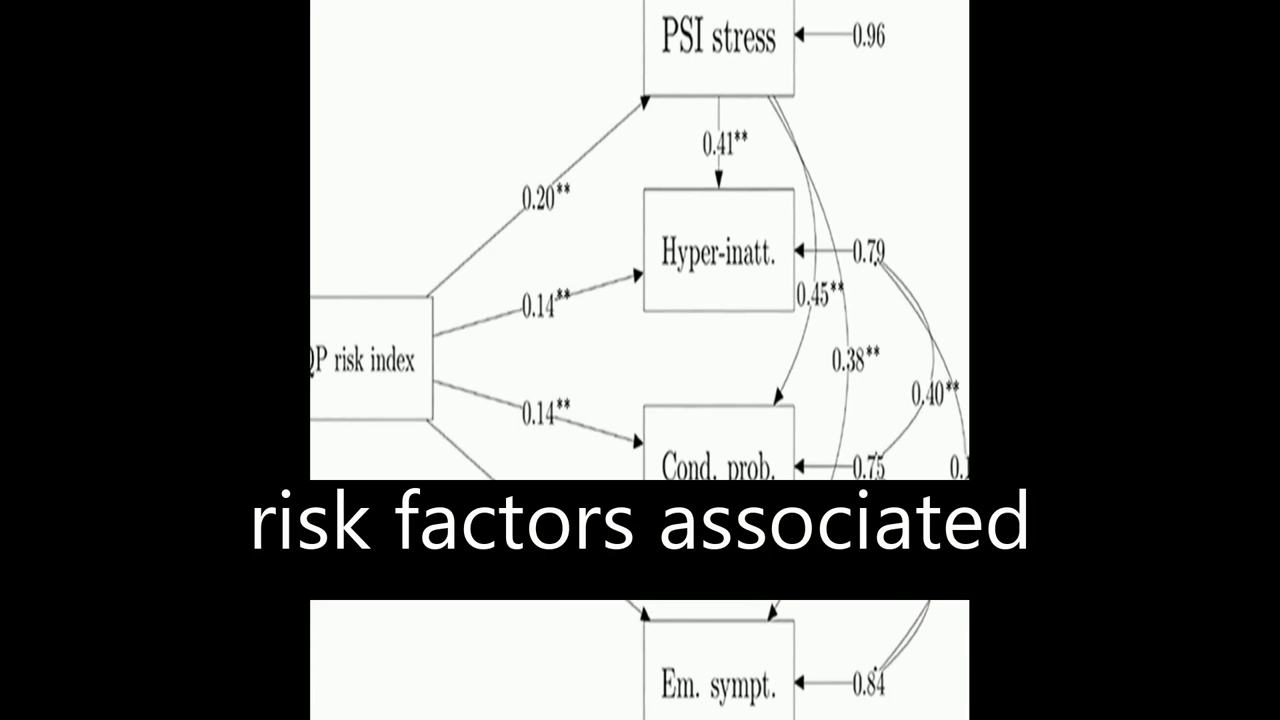 PSI stress
0.96
0.41**
0.20**
Hyper-inatt.
0.79
0.14**
0.45**
QP risk index
0.38**
0.40**
0.14**
Cond. prob.
0.75
risk factors associated
Em. sympt.
0.84